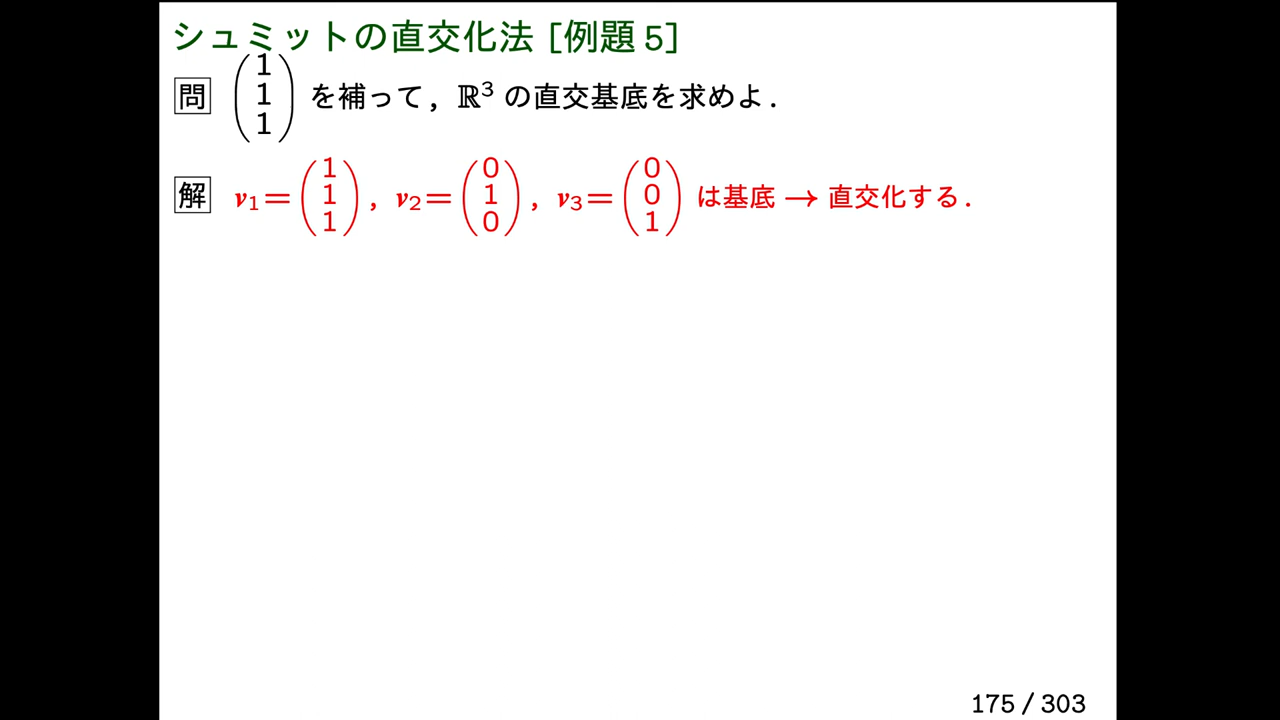 シュミットの直交化法 [例題 5]
問 (1 1 1) を補って, ℝ³ の直交基底を求めよ.
解 v₁=(1 1 1), v₂=(0 1 0), v₃=(0 0 1) は基底 → 直交化する.
175 / 303